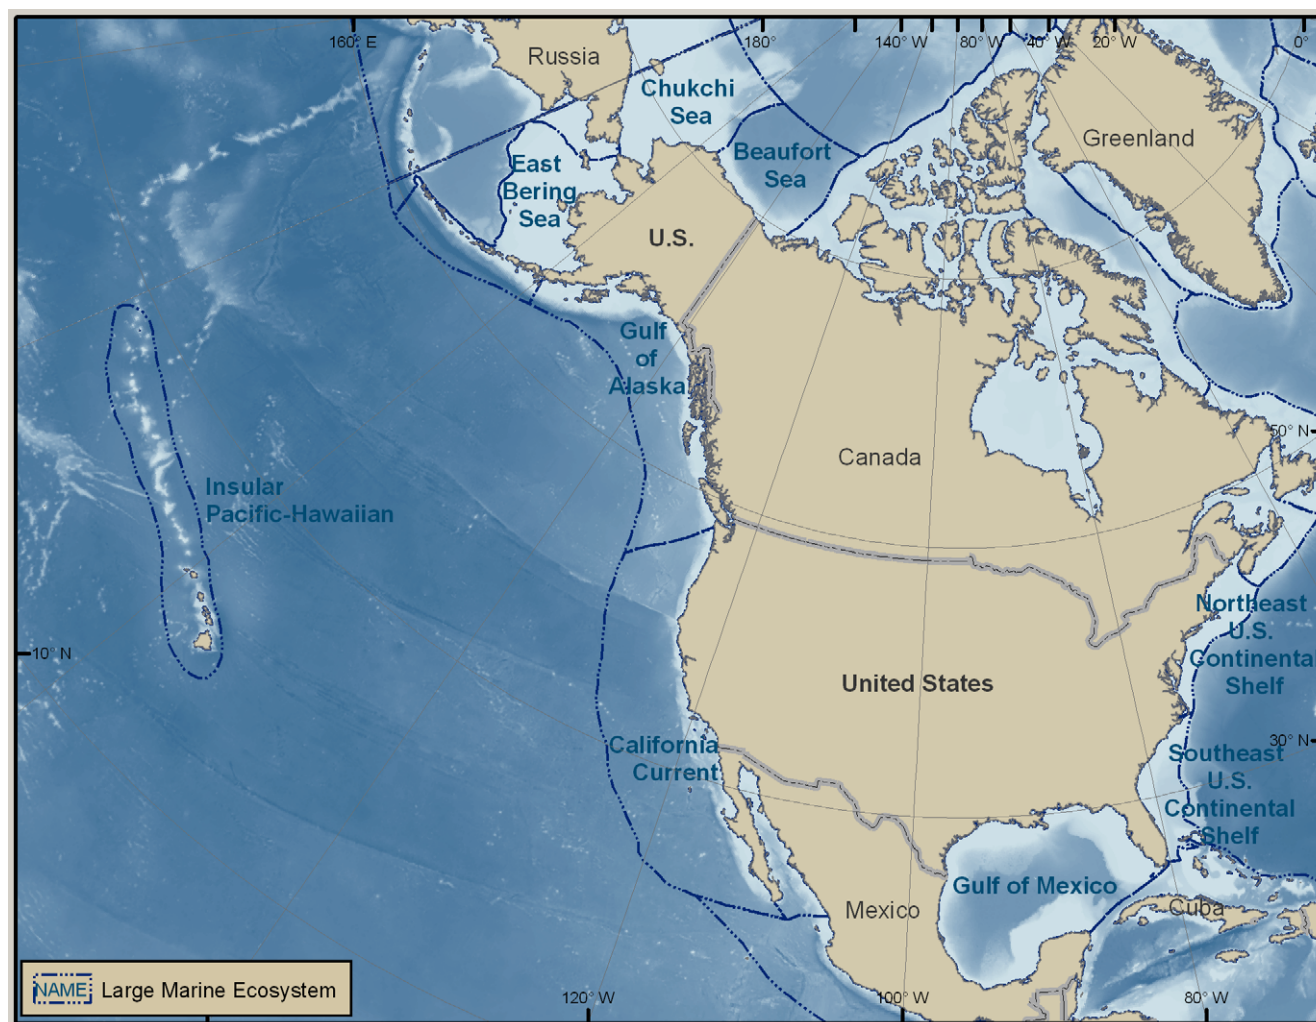 160° E
180°
140° W
80° W
40° W
20° W
0°
Russia
Chukchi
Sea
Greenland
Beaufort
Sea
East
Bering
Sea
U.S.
Gulf
of
Alaska
50° N
Canada
Insular
Pacific-Hawaiian
Northeast
U.S.
Continental
Shelf
10° N
United States
30° N
California
Current
Southeast
U.S.
Continental
Shelf
Gulf of Mexico
Mexico
Cuba
NAME
Large Marine Ecosystem
120° W
100° W
80° W